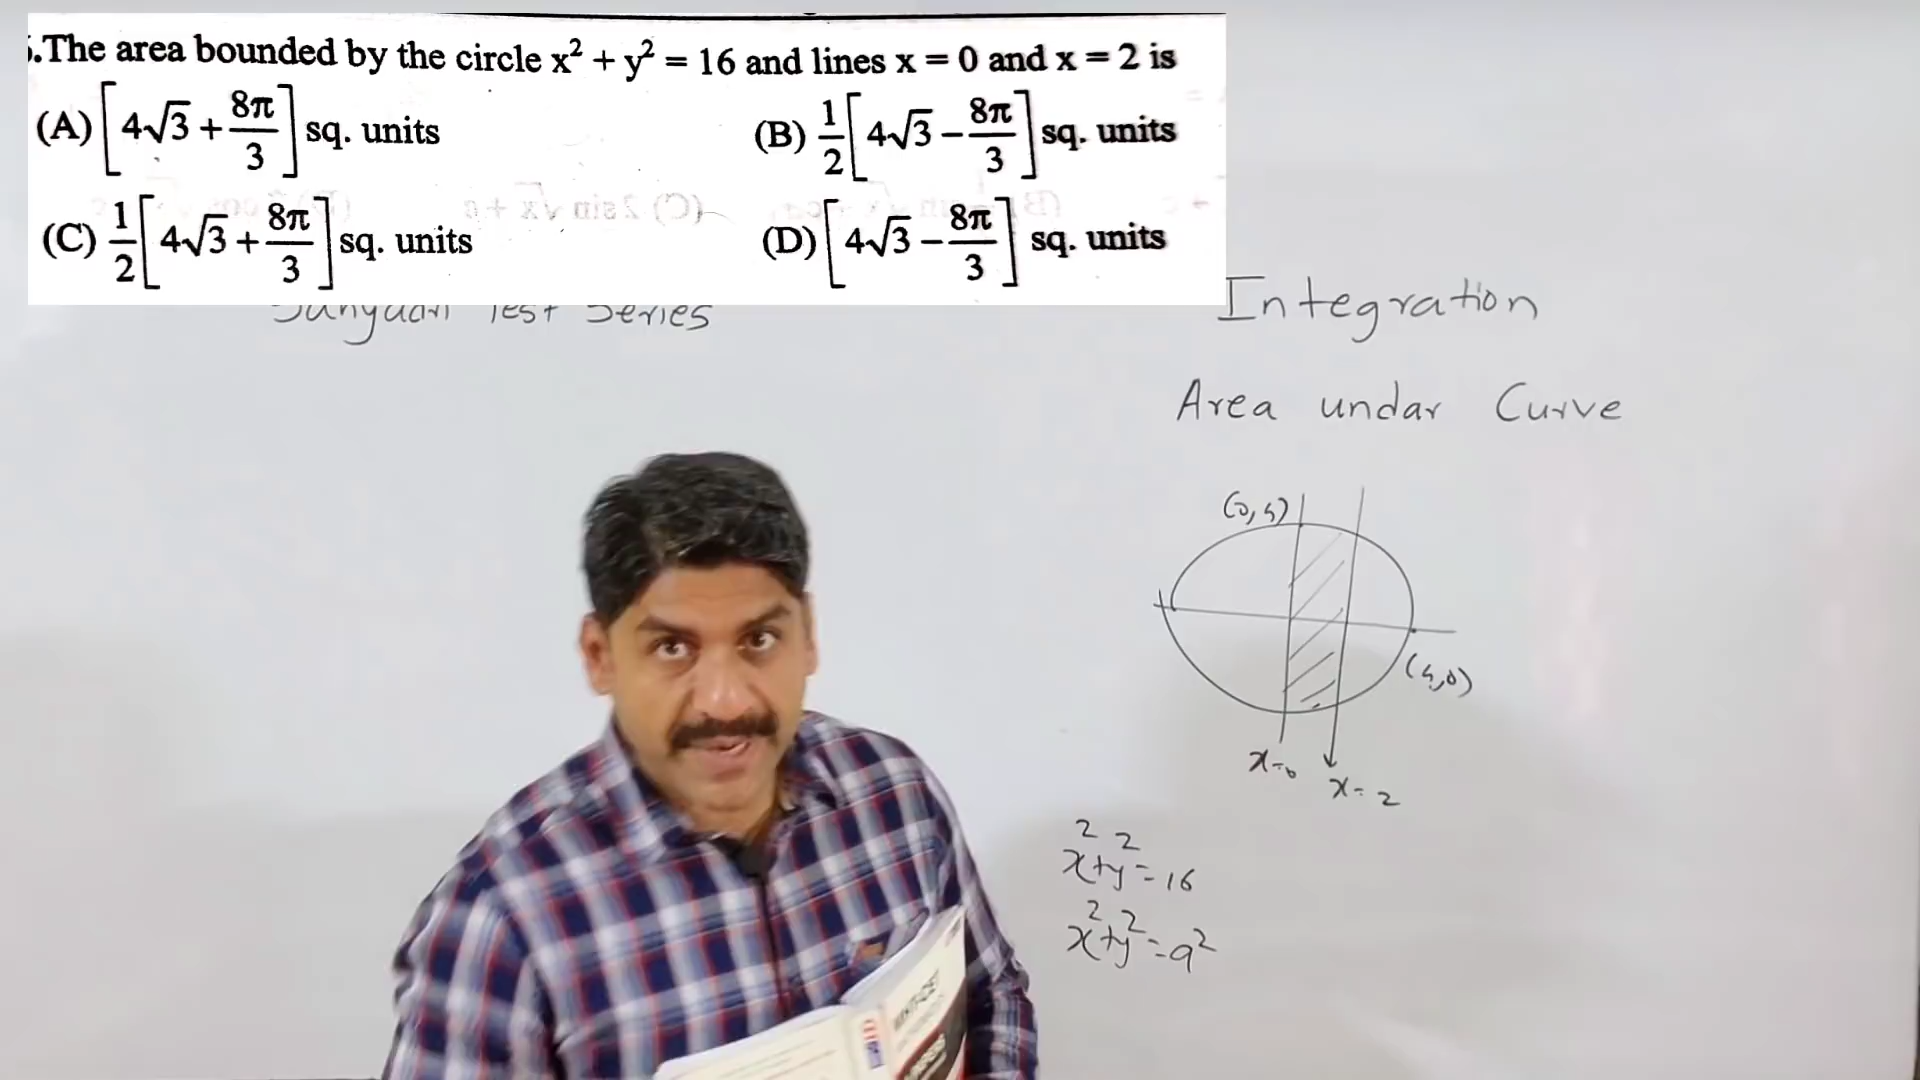 .The area bounded by the circle x² + y² = 16 and lines x = 0 and x = 2 is
(A) [4√3 + 8π/3] sq. units
(B) 1/2 [4√3 − 8π/3] sq. units
(C) 1/2 [4√3 + 8π/3] sq. units
(D) [4√3 − 8π/3] sq. units
Test Series
Integration
Area undar Curve
(0,4)
(4,0)
x=0
x=2
x²+y²=16
x²+y²=a²